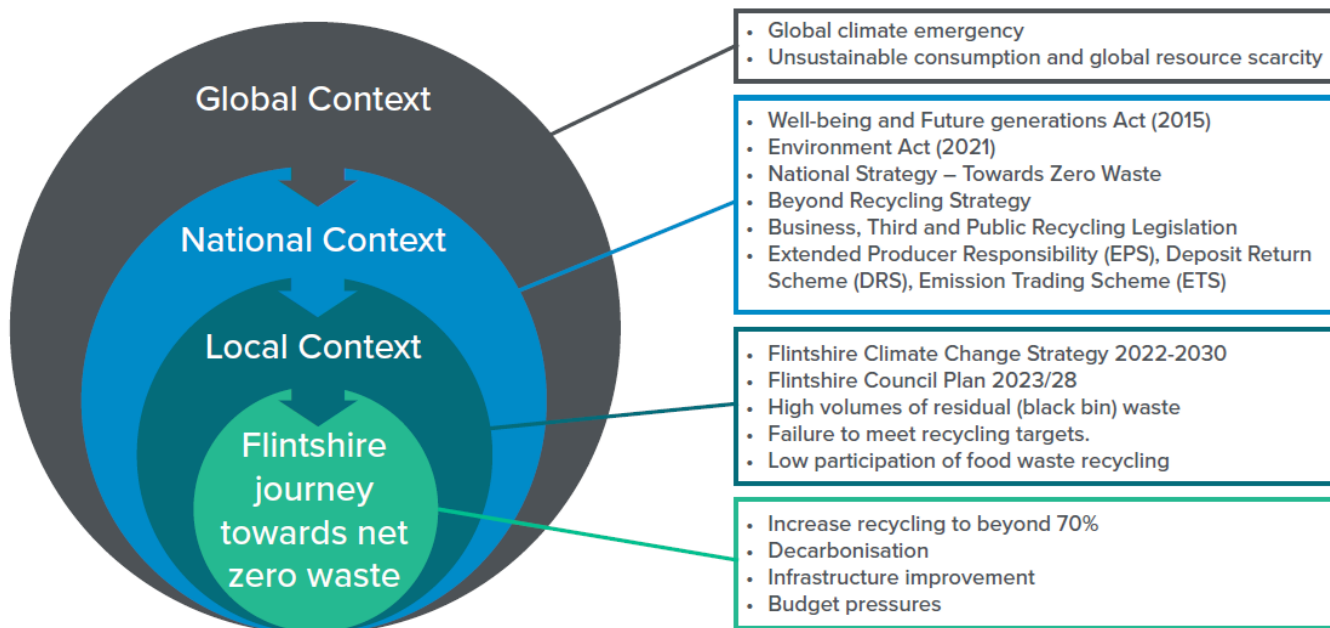 Global Context
National Context
Local Context
Flintshire
journey
towards net
zero waste
• Global climate emergency
• Unsustainable consumption and global resource scarcity
• Well-being and Future generations Act (2015)
• Environment Act (2021)
• National Strategy – Towards Zero Waste
• Beyond Recycling Strategy
• Business, Third and Public Recycling Legislation
• Extended Producer Responsibility (EPS), Deposit Return
Scheme (DRS), Emission Trading Scheme (ETS)
• Flintshire Climate Change Strategy 2022-2030
• Flintshire Council Plan 2023/28
• High volumes of residual (black bin) waste
• Failure to meet recycling targets.
• Low participation of food waste recycling
• Increase recycling to beyond 70%
• Decarbonisation
• Infrastructure improvement
• Budget pressures